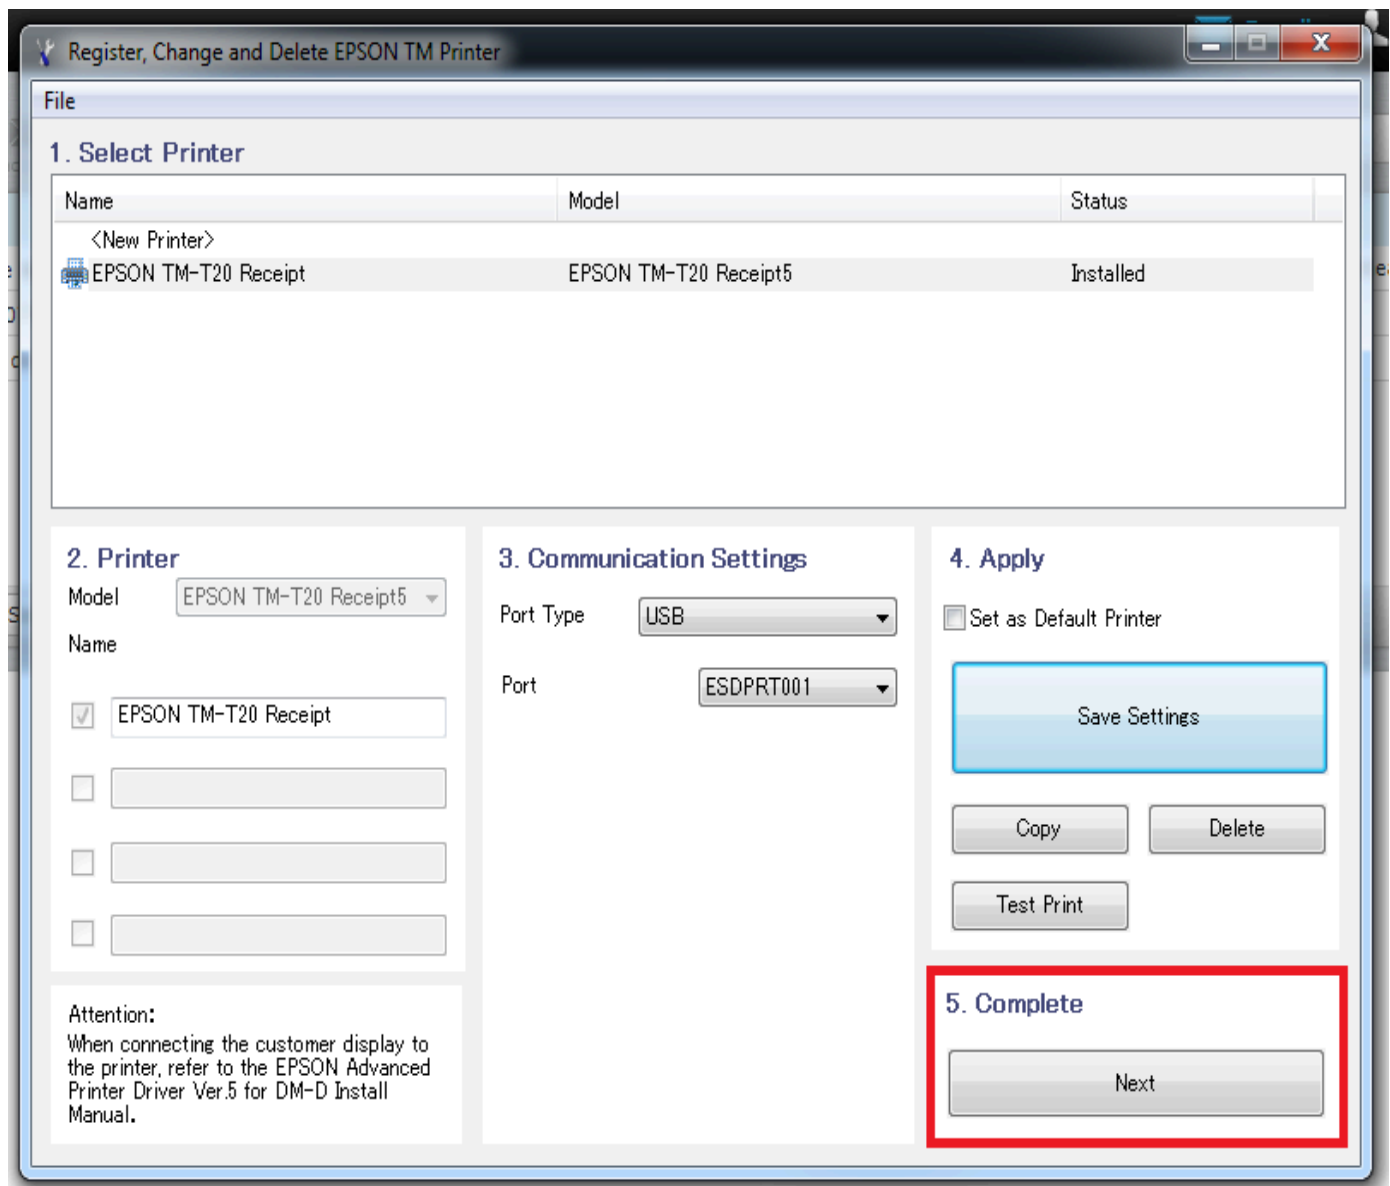 Register, Change and Delete EPSON TM Printer
File
1. Select Printer
Name Model Status
<New Printer>
EPSON TM-T20 Receipt EPSON TM-T20 Receipt5 Installed
2. Printer
Model EPSON TM-T20 Receipt5
Name
EPSON TM-T20 Receipt
Attention:
When connecting the customer display to
the printer, refer to the EPSON Advanced
Printer Driver Ver.5 for DM-D Install
Manual.
3. Communication Settings
Port Type USB
Port ESDPRT001
4. Apply
Set as Default Printer
Save Settings
Copy Delete
Test Print
5. Complete
Next